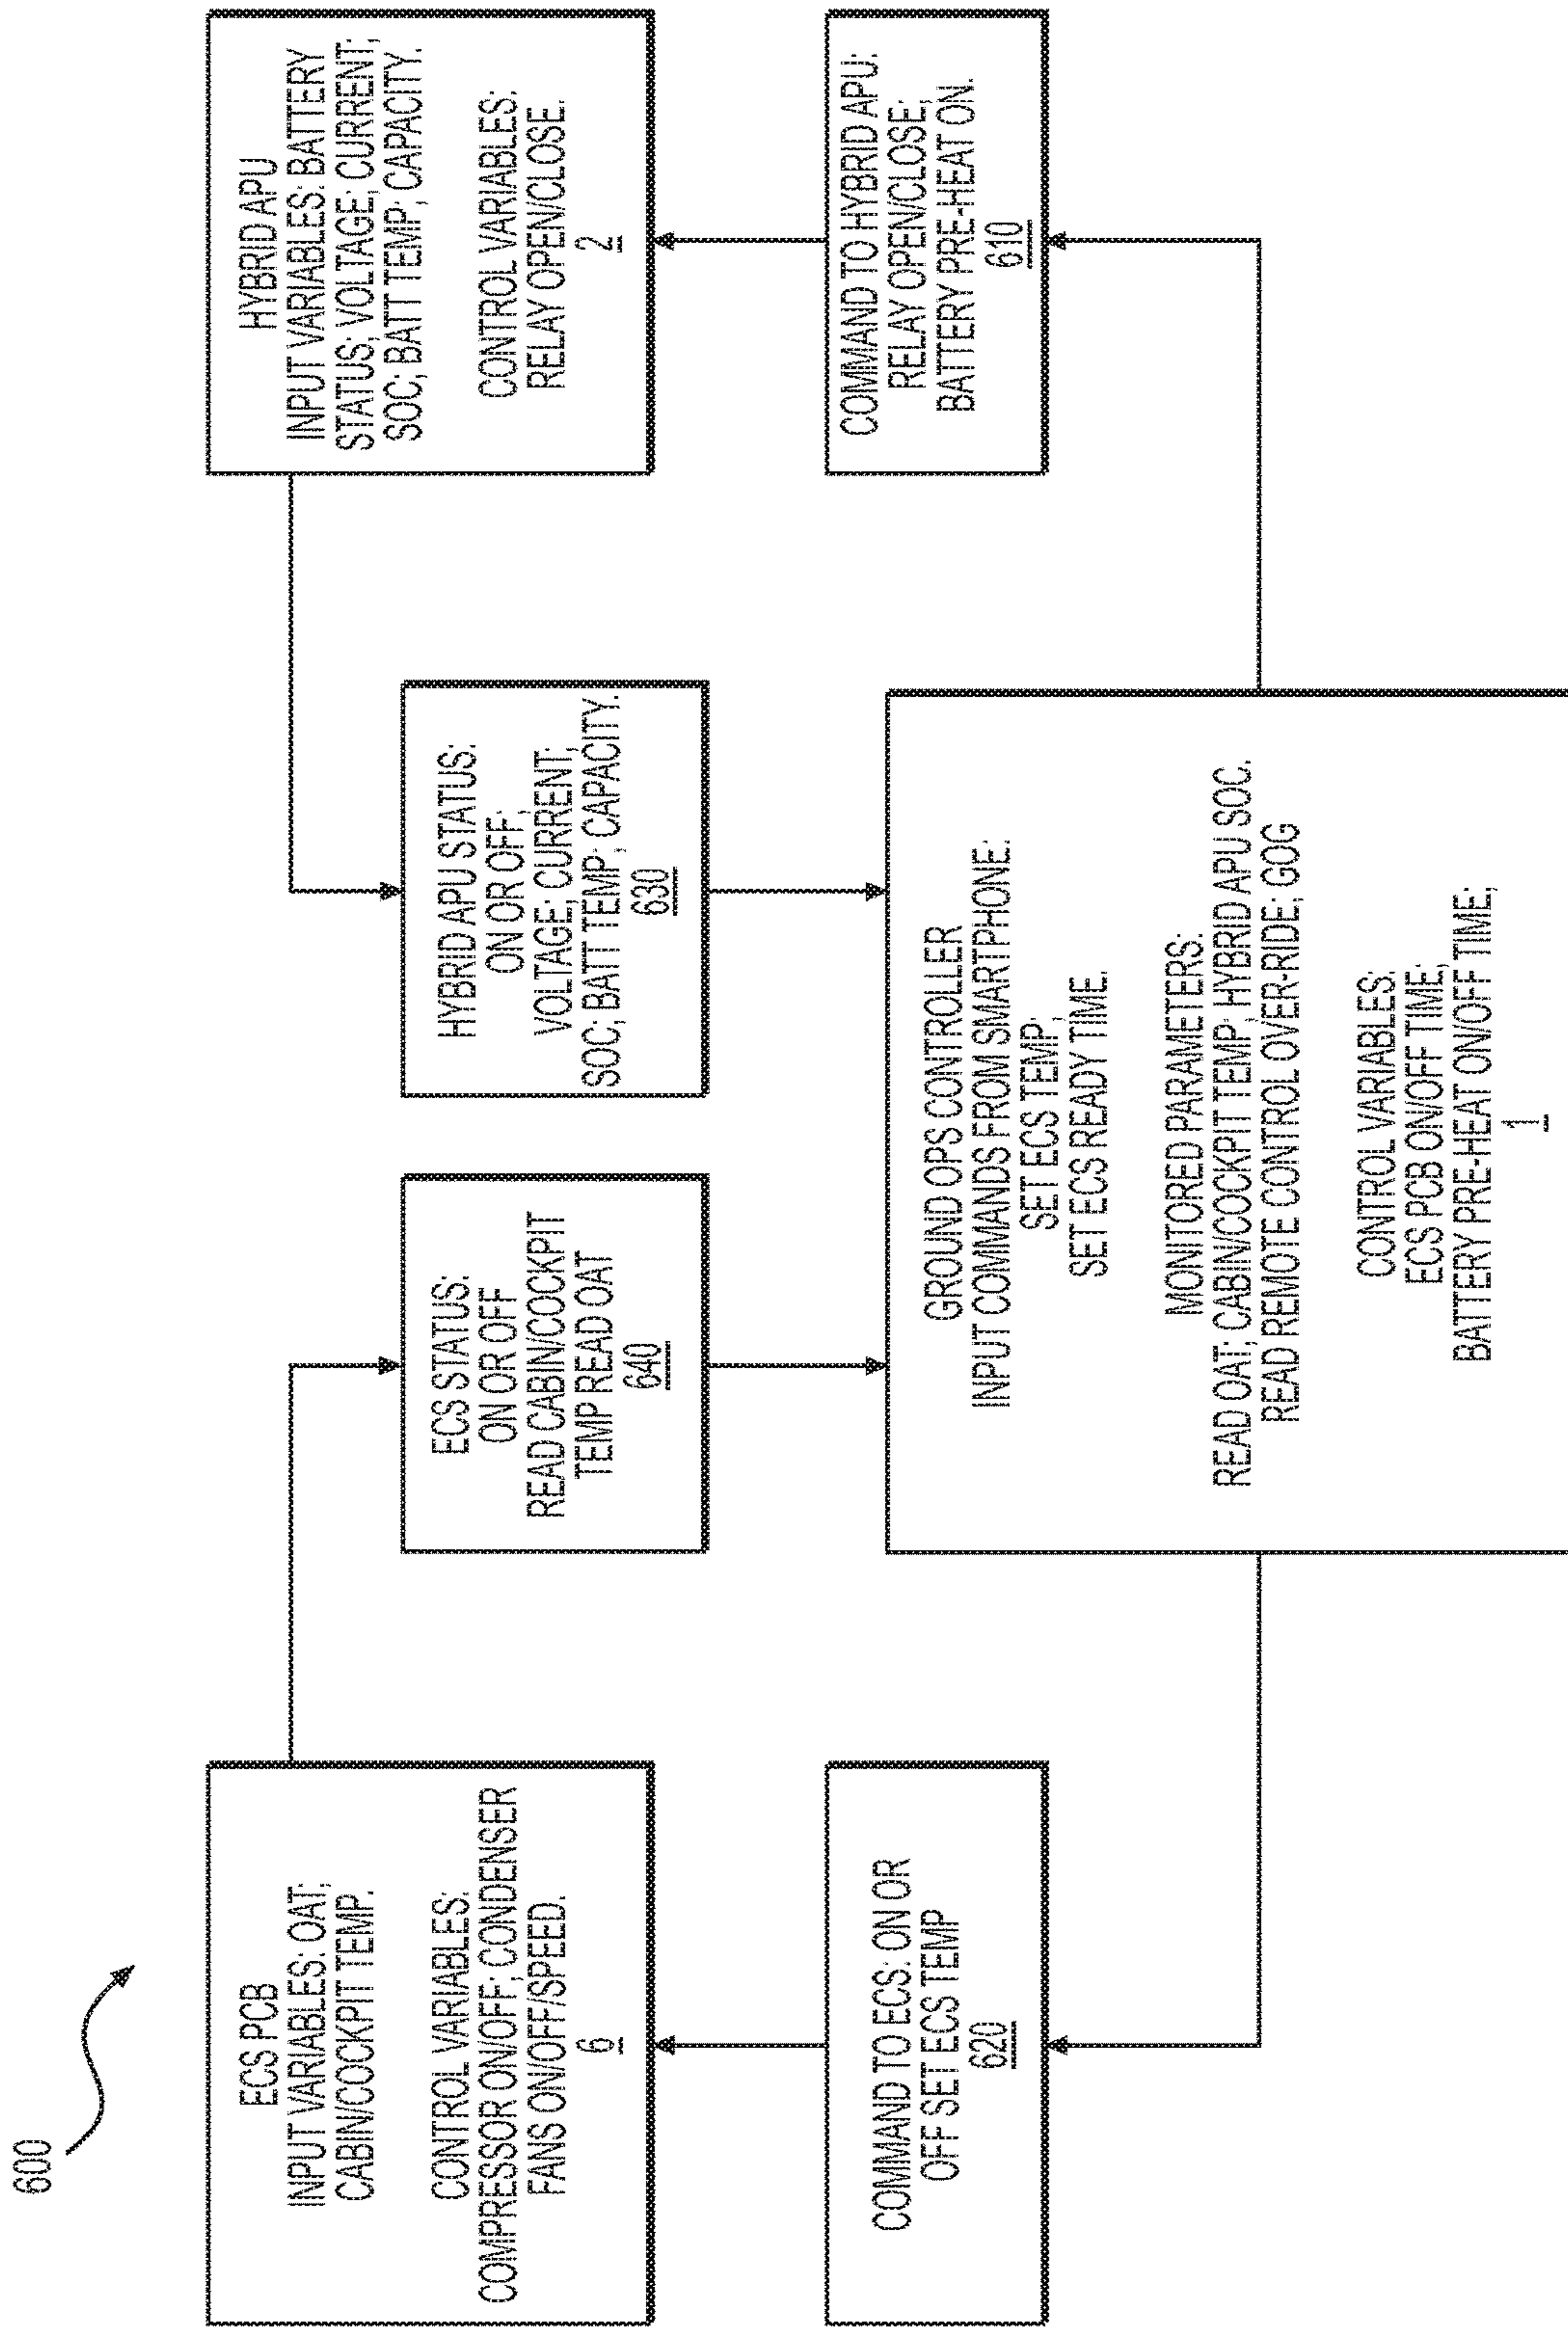 600
ECS PCB
INPUT VARIABLES: OAT;
CABIN/COCKPIT TEMP.
CONTROL VARIABLES:
COMPRESSOR ON/OFF; CONDENSER
FANS ON/OFF/SPEED.
6
HYBRID APU
INPUT VARIABLES: BATTERY
STATUS; VOLTAGE; CURRENT;
SOC; BATT TEMP; CAPACITY.
CONTROL VARIABLES:
RELAY OPEN/CLOSE.
2
ECS STATUS:
ON OR OFF
READ CABIN/COCKPIT
TEMP READ OAT
640
HYBRID APU STATUS:
ON OR OFF;
VOLTAGE; CURRENT;
SOC; BATT TEMP; CAPACITY.
630
COMMAND TO ECS: ON OR
OFF SET ECS TEMP
620
COMMAND TO HYBRID APU:
RELAY OPEN/CLOSE;
BATTERY PRE-HEAT ON.
610
GROUND OPS CONTROLLER
INPUT COMMANDS FROM SMARTPHONE:
SET ECS TEMP;
SET ECS READY TIME.
MONITORED PARAMETERS:
READ OAT; CABIN/COCKPIT TEMP; HYBRID APU SOC.
READ REMOTE CONTROL OVER-RIDE; GOG
CONTROL VARIABLES:
ECS PCB ON/OFF TIME;
BATTERY PRE-HEAT ON/OFF TIME;
1